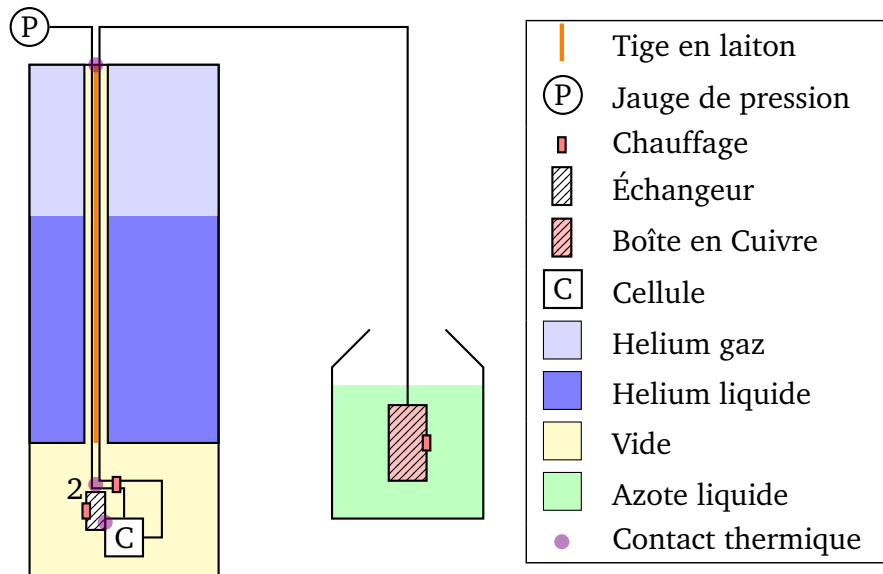 P
2
C
Tige en laiton
P
Jauge de pression
Chauffage
Échangeur
Boîte en Cuivre
C
Cellule
Helium gaz
Helium liquide
Vide
Azote liquide
Contact thermique